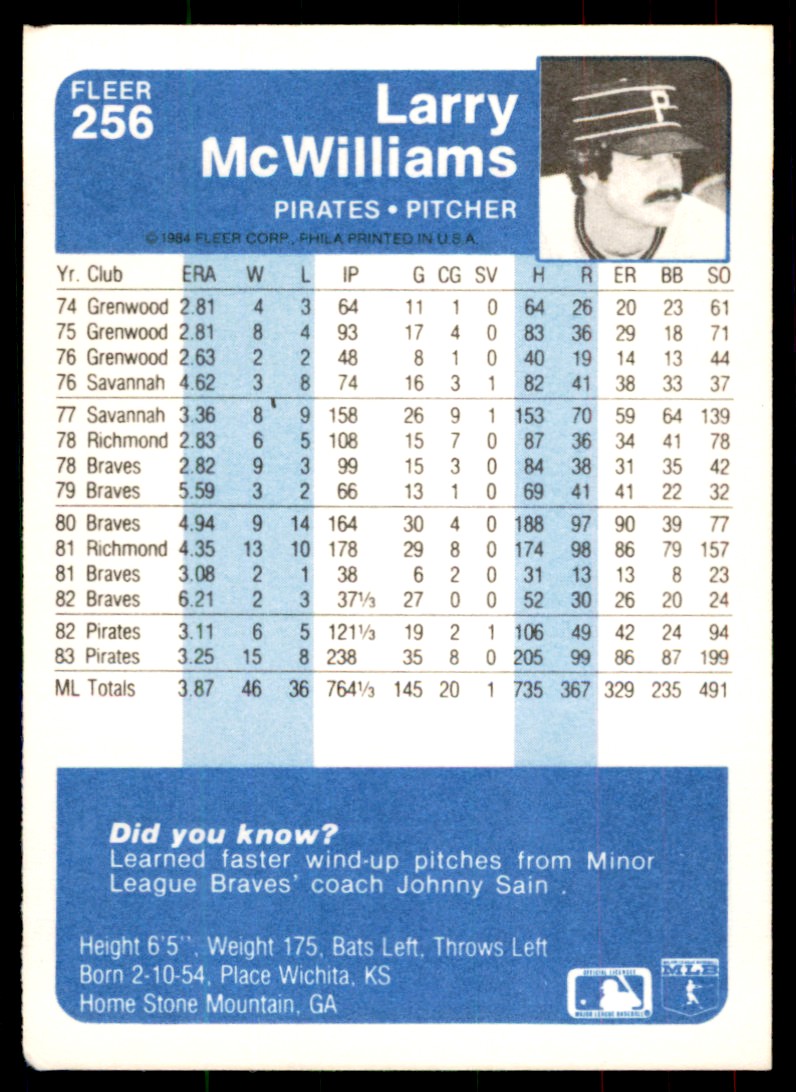 FLEER
256
Larry
McWilliams
PIRATES • PITCHER
© 1984 FLEER CORP., PHILA PRINTED IN U.S.A.
P
Yr. Club ERA W L IP G CG SV H R ER BB SO
74 Grenwood 2.81 4 3 64 11 1 0 64 26 20 23 61
75 Grenwood 2.81 8 4 93 17 4 0 83 36 29 18 71
76 Grenwood 2.63 2 2 48 8 1 0 40 19 14 13 44
76 Savannah 4.62 3 8 74 16 3 1 82 41 38 33 37
77 Savannah 3.36 8 9 158 26 9 1 153 70 59 64 139
78 Richmond 2.83 6 5 108 15 7 0 87 36 34 41 78
78 Braves 2.82 9 3 99 15 3 0 84 38 31 35 42
79 Braves 5.59 3 2 66 13 1 0 69 41 41 22 32
80 Braves 4.94 9 14 164 30 4 0 188 97 90 39 77
81 Richmond 4.35 13 10 178 29 8 0 174 98 86 79 157
81 Braves 3.08 2 1 38 6 2 0 31 13 13 8 23
82 Braves 6.21 2 3 37⅓ 27 0 0 52 30 26 20 24
82 Pirates 3.11 6 5 121⅓ 19 2 1 106 49 42 24 94
83 Pirates 3.25 15 8 238 35 8 0 205 99 86 87 199
ML Totals 3.87 46 36 764⅓ 145 20 1 735 367 329 235 491
Did you know?
Learned faster wind-up pitches from Minor
League Braves' coach Johnny Sain .
Height 6'5'', Weight 175, Bats Left, Throws Left
Born 2-10-54, Place Wichita, KS
Home Stone Mountain, GA
OFFICIAL LICENSEE
MAJOR LEAGUE BASEBALL®
MLB